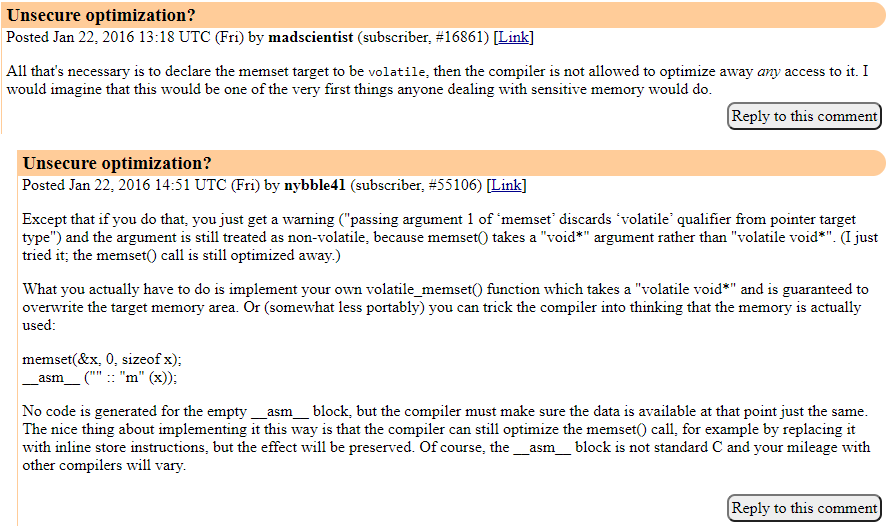 Unsecure optimization?
Posted Jan 22, 2016 13:18 UTC (Fri) by madscientist (subscriber, #16861) [Link]
All that's necessary is to declare the memset target to be volatile, then the compiler is not allowed to optimize away any access to it. I
would imagine that this would be one of the very first things anyone dealing with sensitive memory would do.
Reply to this comment
Unsecure optimization?
Posted Jan 22, 2016 14:51 UTC (Fri) by nybble41 (subscriber, #55106) [Link]
Except that if you do that, you just get a warning ("passing argument 1 of ‘memset’ discards ‘volatile’ qualifier from pointer target
type") and the argument is still treated as non-volatile, because memset() takes a "void*" argument rather than "volatile void*". (I just
tried it; the memset() call is still optimized away.)
What you actually have to do is implement your own volatile_memset() function which takes a "volatile void*" and is guaranteed to
overwrite the target memory area. Or (somewhat less portably) you can trick the compiler into thinking that the memory is actually
used:
memset(&x, 0, sizeof x);
__asm__ ("" :: "m" (x));
No code is generated for the empty __asm__ block, but the compiler must make sure the data is available at that point just the same.
The nice thing about implementing it this way is that the compiler can still optimize the memset() call, for example by replacing it
with inline store instructions, but the effect will be preserved. Of course, the __asm__ block is not standard C and your mileage with
other compilers will vary.
Reply to this comment